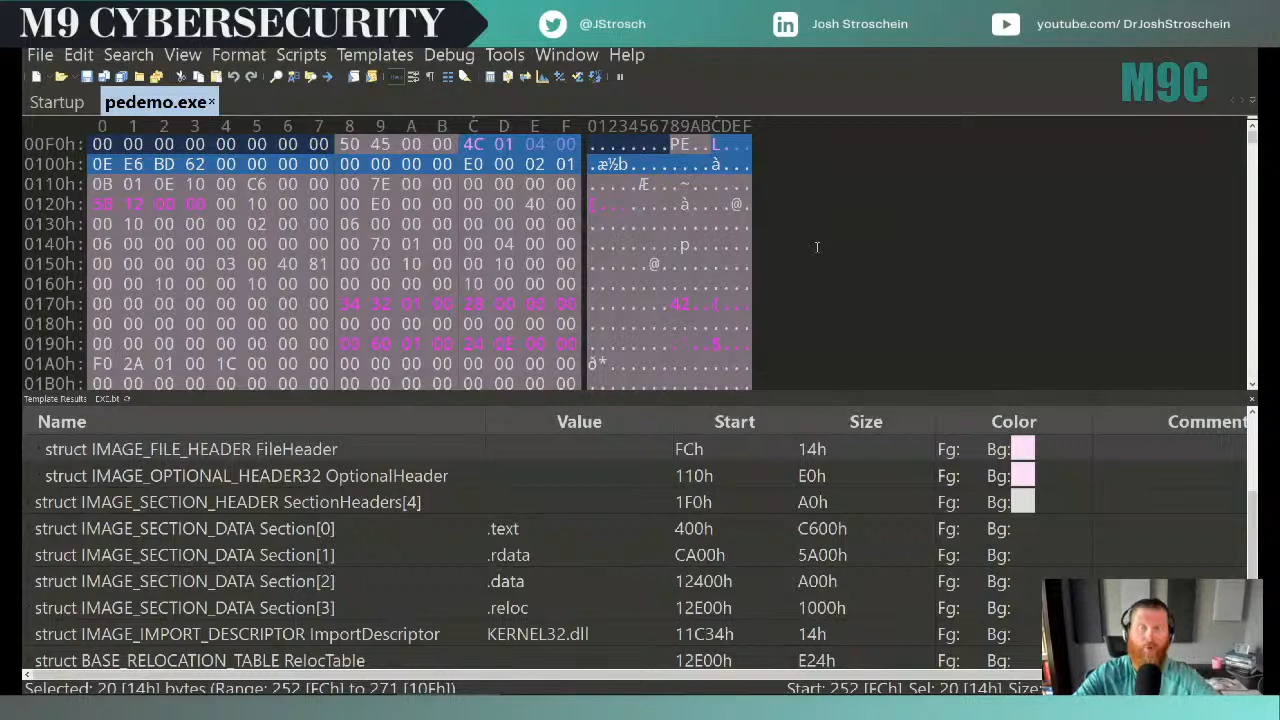 M9 CYBERSECURITY
@JStrosch
Josh Stroschein
youtube.com/ DrJoshStroschein
File Edit Search View Format Scripts Templates Debug Tools Window Help
M9C
Startup pedemo.exe
0 1 2 3 4 5 6 7 8 9 A B C D E F 0123456789ABCDEF
00F0h: 00 00 00 00 00 00 00 00 50 45 00 00 4C 01 04 00 ........PE..L...
0100h: 0E E6 BD 62 00 00 00 00 00 00 00 00 E0 00 02 01 .æ½b........à...
0110h: 0B 01 0E 10 00 C6 00 00 00 7E 00 00 00 00 00 00 .....Æ...~......
0120h: 5B 12 00 00 00 10 00 00 00 E0 00 00 00 00 40 00 [........à....@.
0130h: 00 10 00 00 00 02 00 00 06 00 00 00 00 00 00 00 ................
0140h: 06 00 00 00 00 00 00 00 00 70 01 00 00 04 00 00 .........p......
0150h: 00 00 00 00 03 00 40 81 00 00 10 00 00 10 00 00 ......@.........
0160h: 00 00 10 00 00 10 00 00 00 00 00 00 10 00 00 00 ................
0170h: 00 00 00 00 00 00 00 00 34 32 01 00 28 00 00 00 ........42..(...
0180h: 00 00 00 00 00 00 00 00 00 00 00 00 00 00 00 00 ................
0190h: 00 00 00 00 00 00 00 00 00 60 01 00 24 0E 00 00 .........`..$...
01A0h: F0 2A 01 00 1C 00 00 00 00 00 00 00 00 00 00 00 ð*..............
01B0h: 00 00 00 00 00 00 00 00 00 00 00 00 00 00 00 00 ................
Template Results EXE.bt
Name Value Start Size Color Comment
struct IMAGE_FILE_HEADER FileHeader FCh 14h Fg: Bg:
struct IMAGE_OPTIONAL_HEADER32 OptionalHeader 110h E0h Fg: Bg:
struct IMAGE_SECTION_HEADER SectionHeaders[4] 1F0h A0h Fg: Bg:
struct IMAGE_SECTION_DATA Section[0] .text 400h C600h Fg: Bg:
struct IMAGE_SECTION_DATA Section[1] .rdata CA00h 5A00h Fg: Bg:
struct IMAGE_SECTION_DATA Section[2] .data 12400h A00h Fg: Bg:
struct IMAGE_SECTION_DATA Section[3] .reloc 12E00h 1000h Fg: Bg:
struct IMAGE_IMPORT_DESCRIPTOR ImportDescriptor KERNEL32.dll 11C34h 14h Fg: Bg:
struct BASE_RELOCATION_TABLE RelocTable 12E00h E24h Fg: Bg:
Selected: 20 [14h] bytes (Range: 252 [FCh] to 271 [10Fh]) Start: 252 [FCh] Sel: 20 [14h] Size: